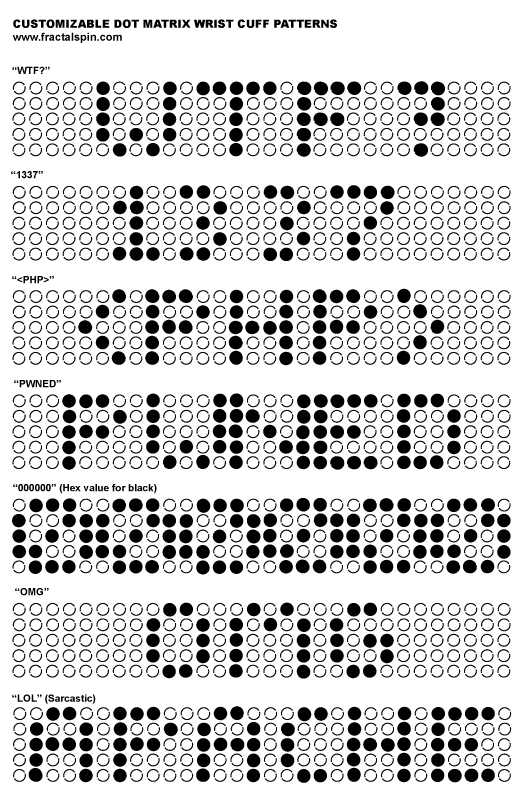 CUSTOMIZABLE DOT MATRIX WRIST CUFF PATTERNS
www.fractalspin.com
“WTF?”
“1337”
“<PHP>”
“PWNED”
“000000” (Hex value for black)
“OMG”
“LOL” (Sarcastic)